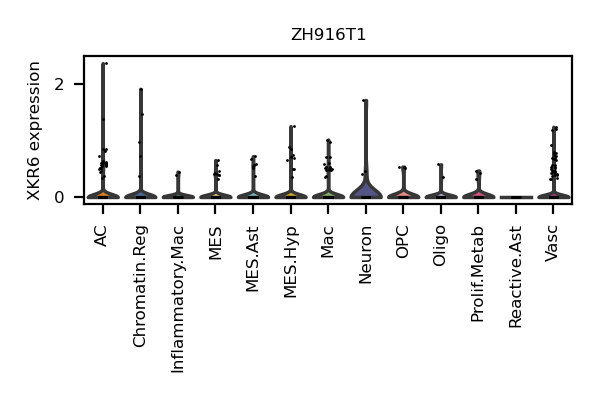 ZH916T1
XKR6 expression
2
0
AC
Chromatin.Reg
Inflammatory.Mac
MES
MES.Ast
MES.Hyp
Mac
Neuron
OPC
Oligo
Prolif.Metab
Reactive.Ast
Vasc